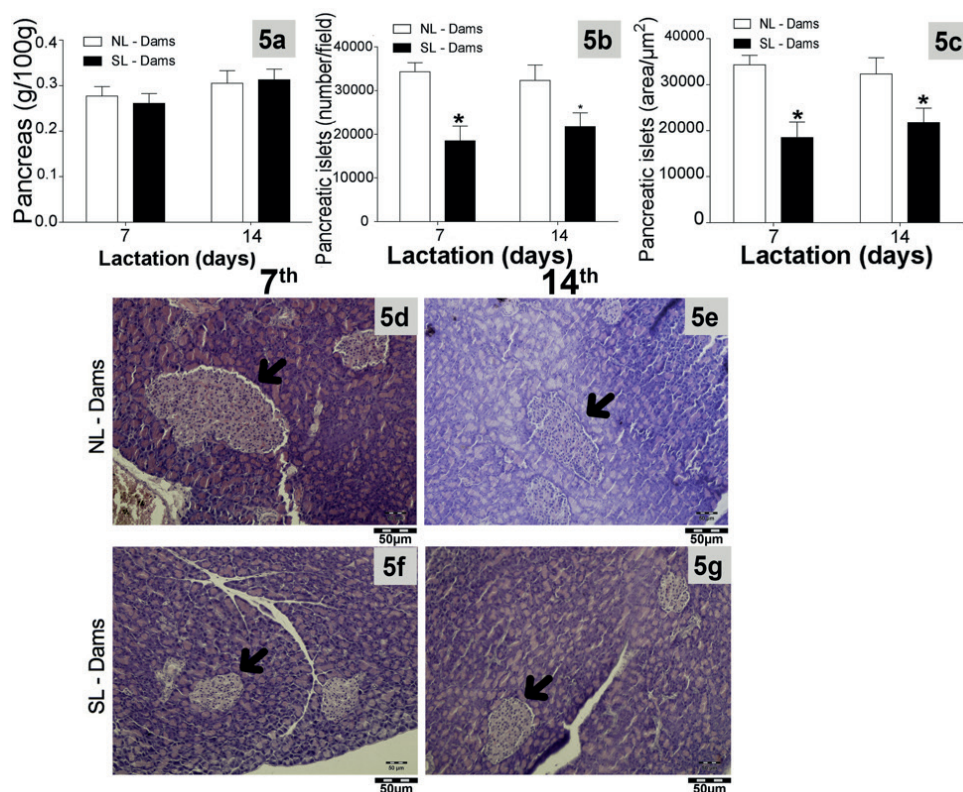 5a
NL - Dams
SL - Dams
Pancreas (g/100g)
0.4
0.3
0.2
0.1
0.0
7
14
Lactation (days)
5b
NL - Dams
SL - Dams
Pancreatic islets (number/field)
40000
30000
20000
10000
0
*
*
7
14
Lactation (days)
5c
NL - Dams
SL - Dams
Pancreatic islets (area/µm²)
40000
30000
20000
10000
0
*
*
7
14
Lactation (days)
7th
14th
NL - Dams
5d
50µm
5e
50µm
SL - Dams
5f
50 µm
50µm
5g
50µm